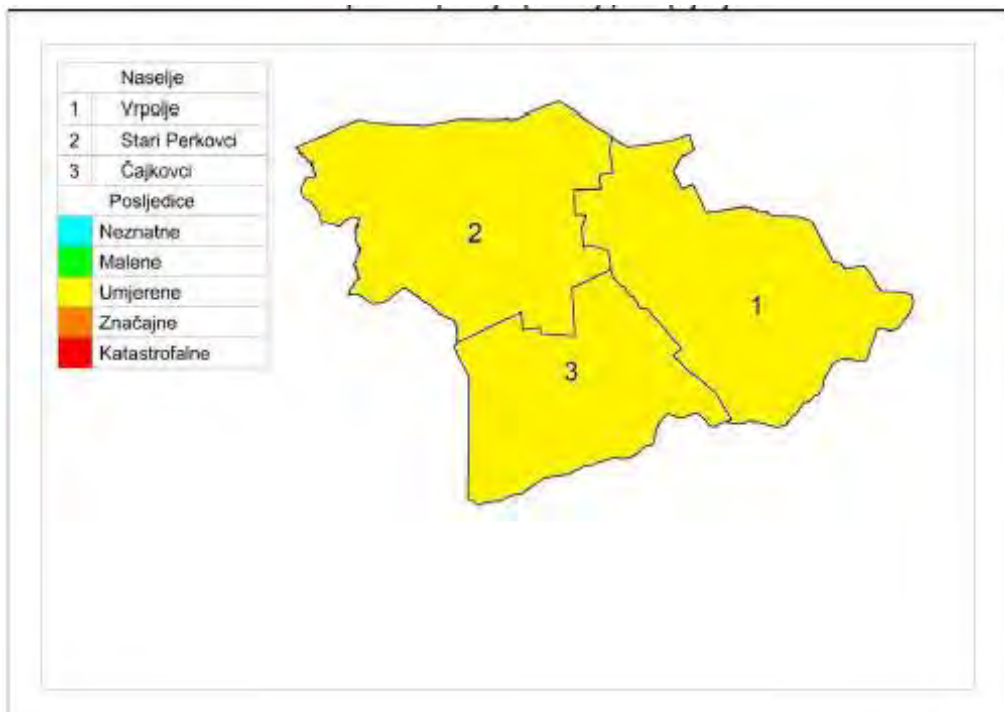 Naselje
1 Vrpolje
2 Stari Perkovci
3 Čajkovci
Posljedice
Neznatne
Malene
Umjerene
Značajne
Katastrofalne
2
1
3